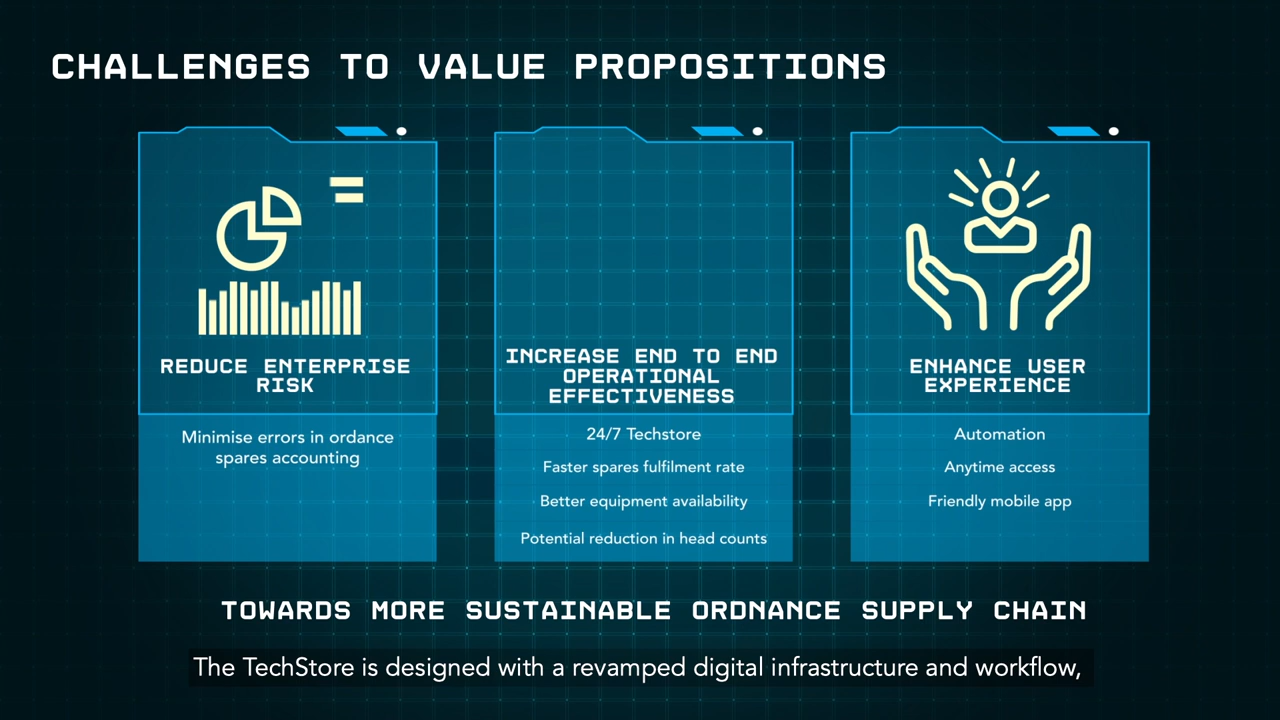 CHALLENGES TO VALUE PROPOSITIONS
REDUCE ENTERPRISE
RISK
Minimise errors in ordance
spares accounting
INCREASE END TO END
OPERATIONAL
EFFECTIVENESS
24/7 Techstore
Faster spares fulfilment rate
Better equipment availability
Potential reduction in head counts
ENHANCE USER
EXPERIENCE
Automation
Anytime access
Friendly mobile app
TOWARDS MORE SUSTAINABLE ORDNANCE SUPPLY CHAIN
The TechStore is designed with a revamped digital infrastructure and workflow,